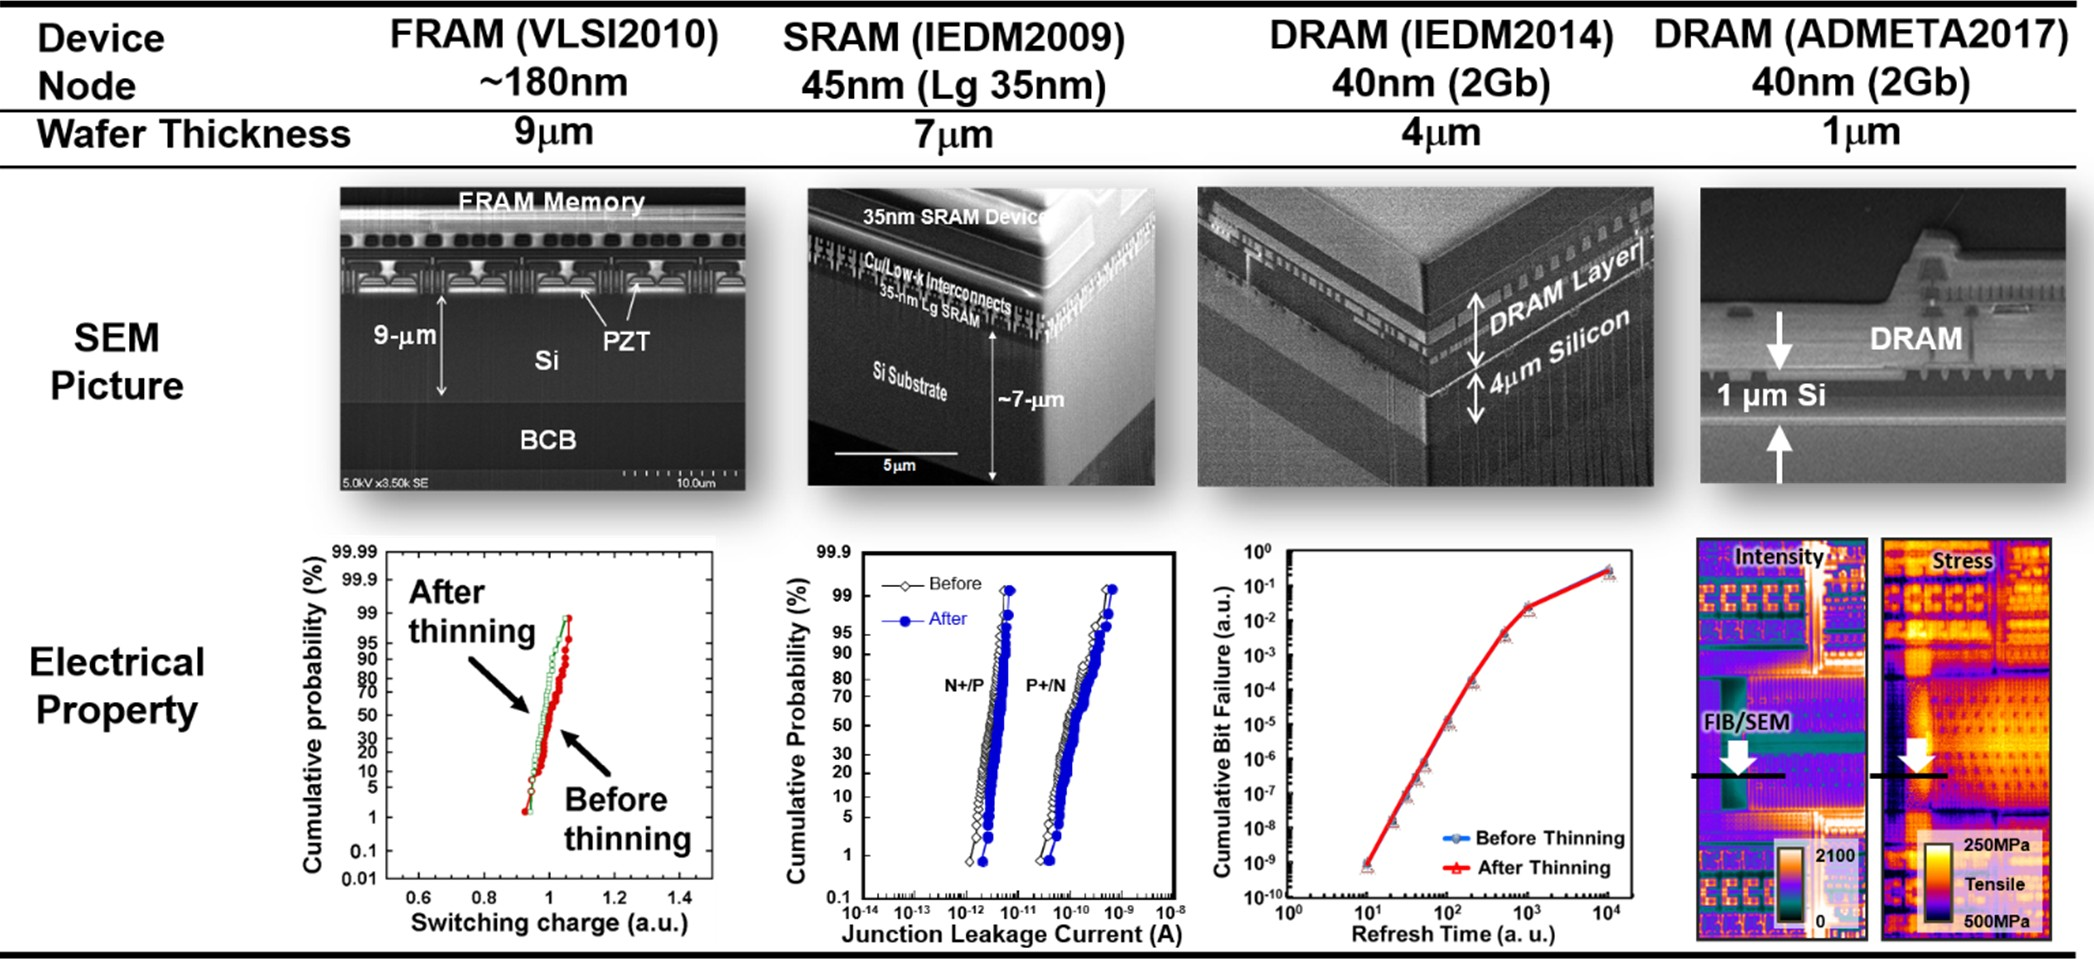 Device
Node
FRAM (VLSI2010)
~180nm
SRAM (IEDM2009)
45nm (Lg 35nm)
DRAM (IEDM2014)
40nm (2Gb)
DRAM (ADMETA2017)
40nm (2Gb)
Wafer Thickness
9μm
7μm
4μm
1μm
SEM
Picture
FRAM Memory
9-μm
PZT
Si
BCB
5.0kV x3.50k SE
10.0um
35nm SRAM Device
Cu/Low-k Interconnects
35-nm Lg SRAM
Si Substrate
~7-μm
5μm
DRAM Layer
4μm Silicon
DRAM
1 μm Si
Electrical
Property
Cumulative probability (%)
99.99
99.9
99
95
90
80
70
50
30
20
10
5
1
0.1
0.01
After
thinning
Before
thinning
0.6
0.8
1
1.2
1.4
Switching charge (a.u.)
Cumulative Probability (%)
99.9
99
95
90
80
70
50
30
20
10
5
1
0.1
Before
After
N+/P
P+/N
10-14
10-13
10-12
10-11
10-10
10-9
10-8
Junction Leakage Current (A)
Cumulative Bit Failure (a.u.)
10⁰
10-1
10-2
10-3
10-4
10-5
10-6
10-7
10-8
10-9
10-10
Before Thinning
After Thinning
10⁰
10¹
10²
10³
10⁴
Refresh Time (a. u.)
Intensity
FIB/SEM
2100
0
Stress
250MPa
Tensile
500MPa